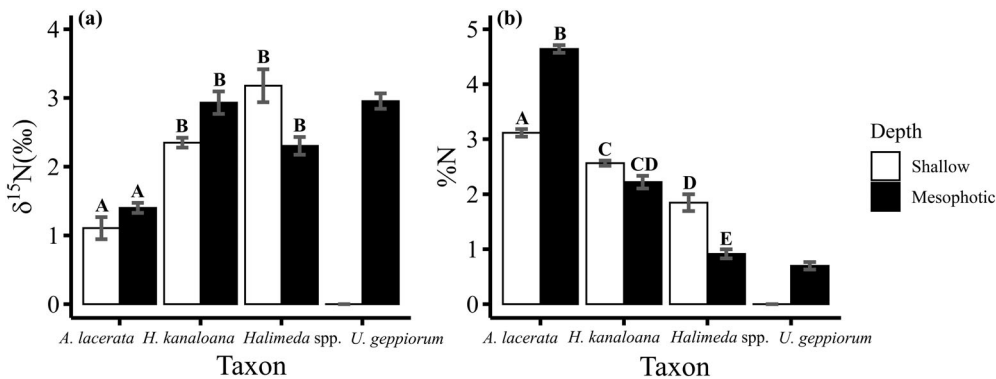 (a)
4
3
2
1
0
δ¹⁵N(‰)
A A B B B B
A. lacerata H. kanaloana Halimeda spp. U. geppiorum
Taxon
(b)
5
4
3
2
1
0
%N
A B C CD D E
A. lacerata H. kanaloana Halimeda spp. U. geppiorum
Taxon
Depth
Shallow
Mesophotic